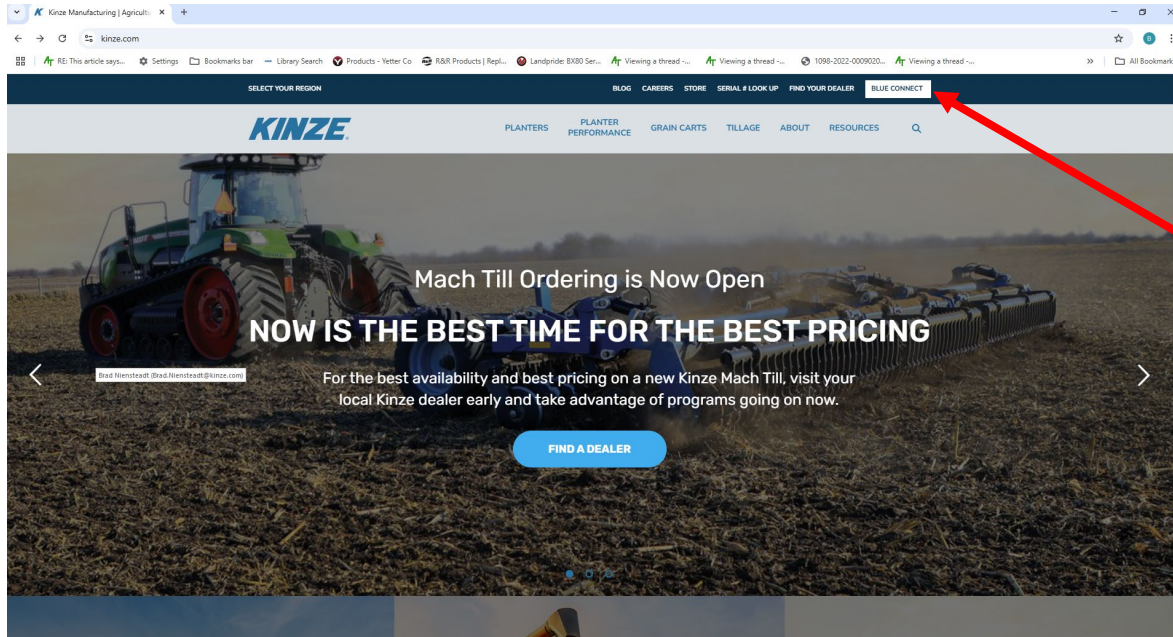 Kinze Manufacturing | Agricultu
kinze.com
RE: This article says...
Settings
Bookmarks bar
Library Search
Products - Yetter Co
R&R Products | Repl...
Landpride: BX80 Ser...
Viewing a thread -...
Viewing a thread -...
1098-2022-0009020...
Viewing a thread -...
All Bookmark
SELECT YOUR REGION
BLOG CAREERS STORE SERIAL # LOOK UP FIND YOUR DEALER BLUE CONNECT
KINZE®
PLANTERS
PLANTER
PERFORMANCE
GRAIN CARTS
TILLAGE
ABOUT
RESOURCES
Mach Till Ordering is Now Open
NOW IS THE BEST TIME FOR THE BEST PRICING
Brad Niensteadt (Brad.Niensteadt@kinze.com)
For the best availability and best pricing on a new Kinze Mach Till, visit your
local Kinze dealer early and take advantage of programs going on now.
FIND A DEALER